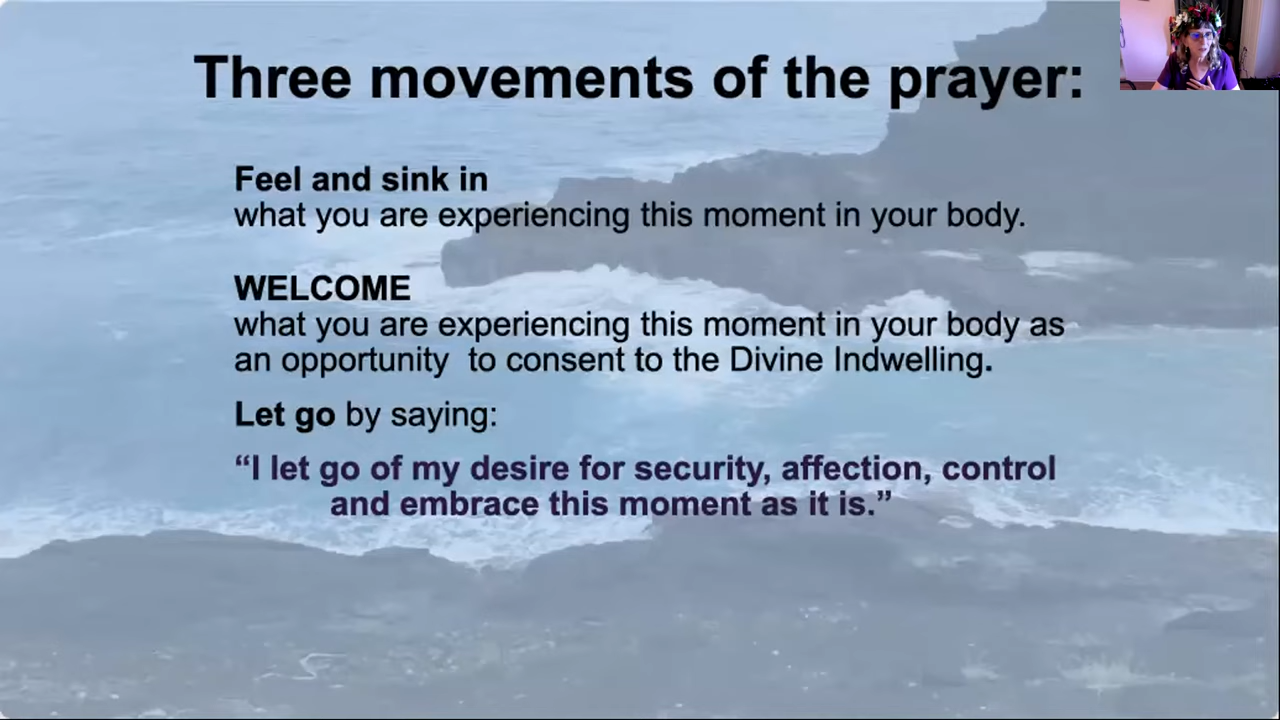 Three movements of the prayer:
Feel and sink in
what you are experiencing this moment in your body.
WELCOME
what you are experiencing this moment in your body as
an opportunity  to consent to the Divine Indwelling.
Let go by saying:
“I let go of my desire for security, affection, control
and embrace this moment as it is.”